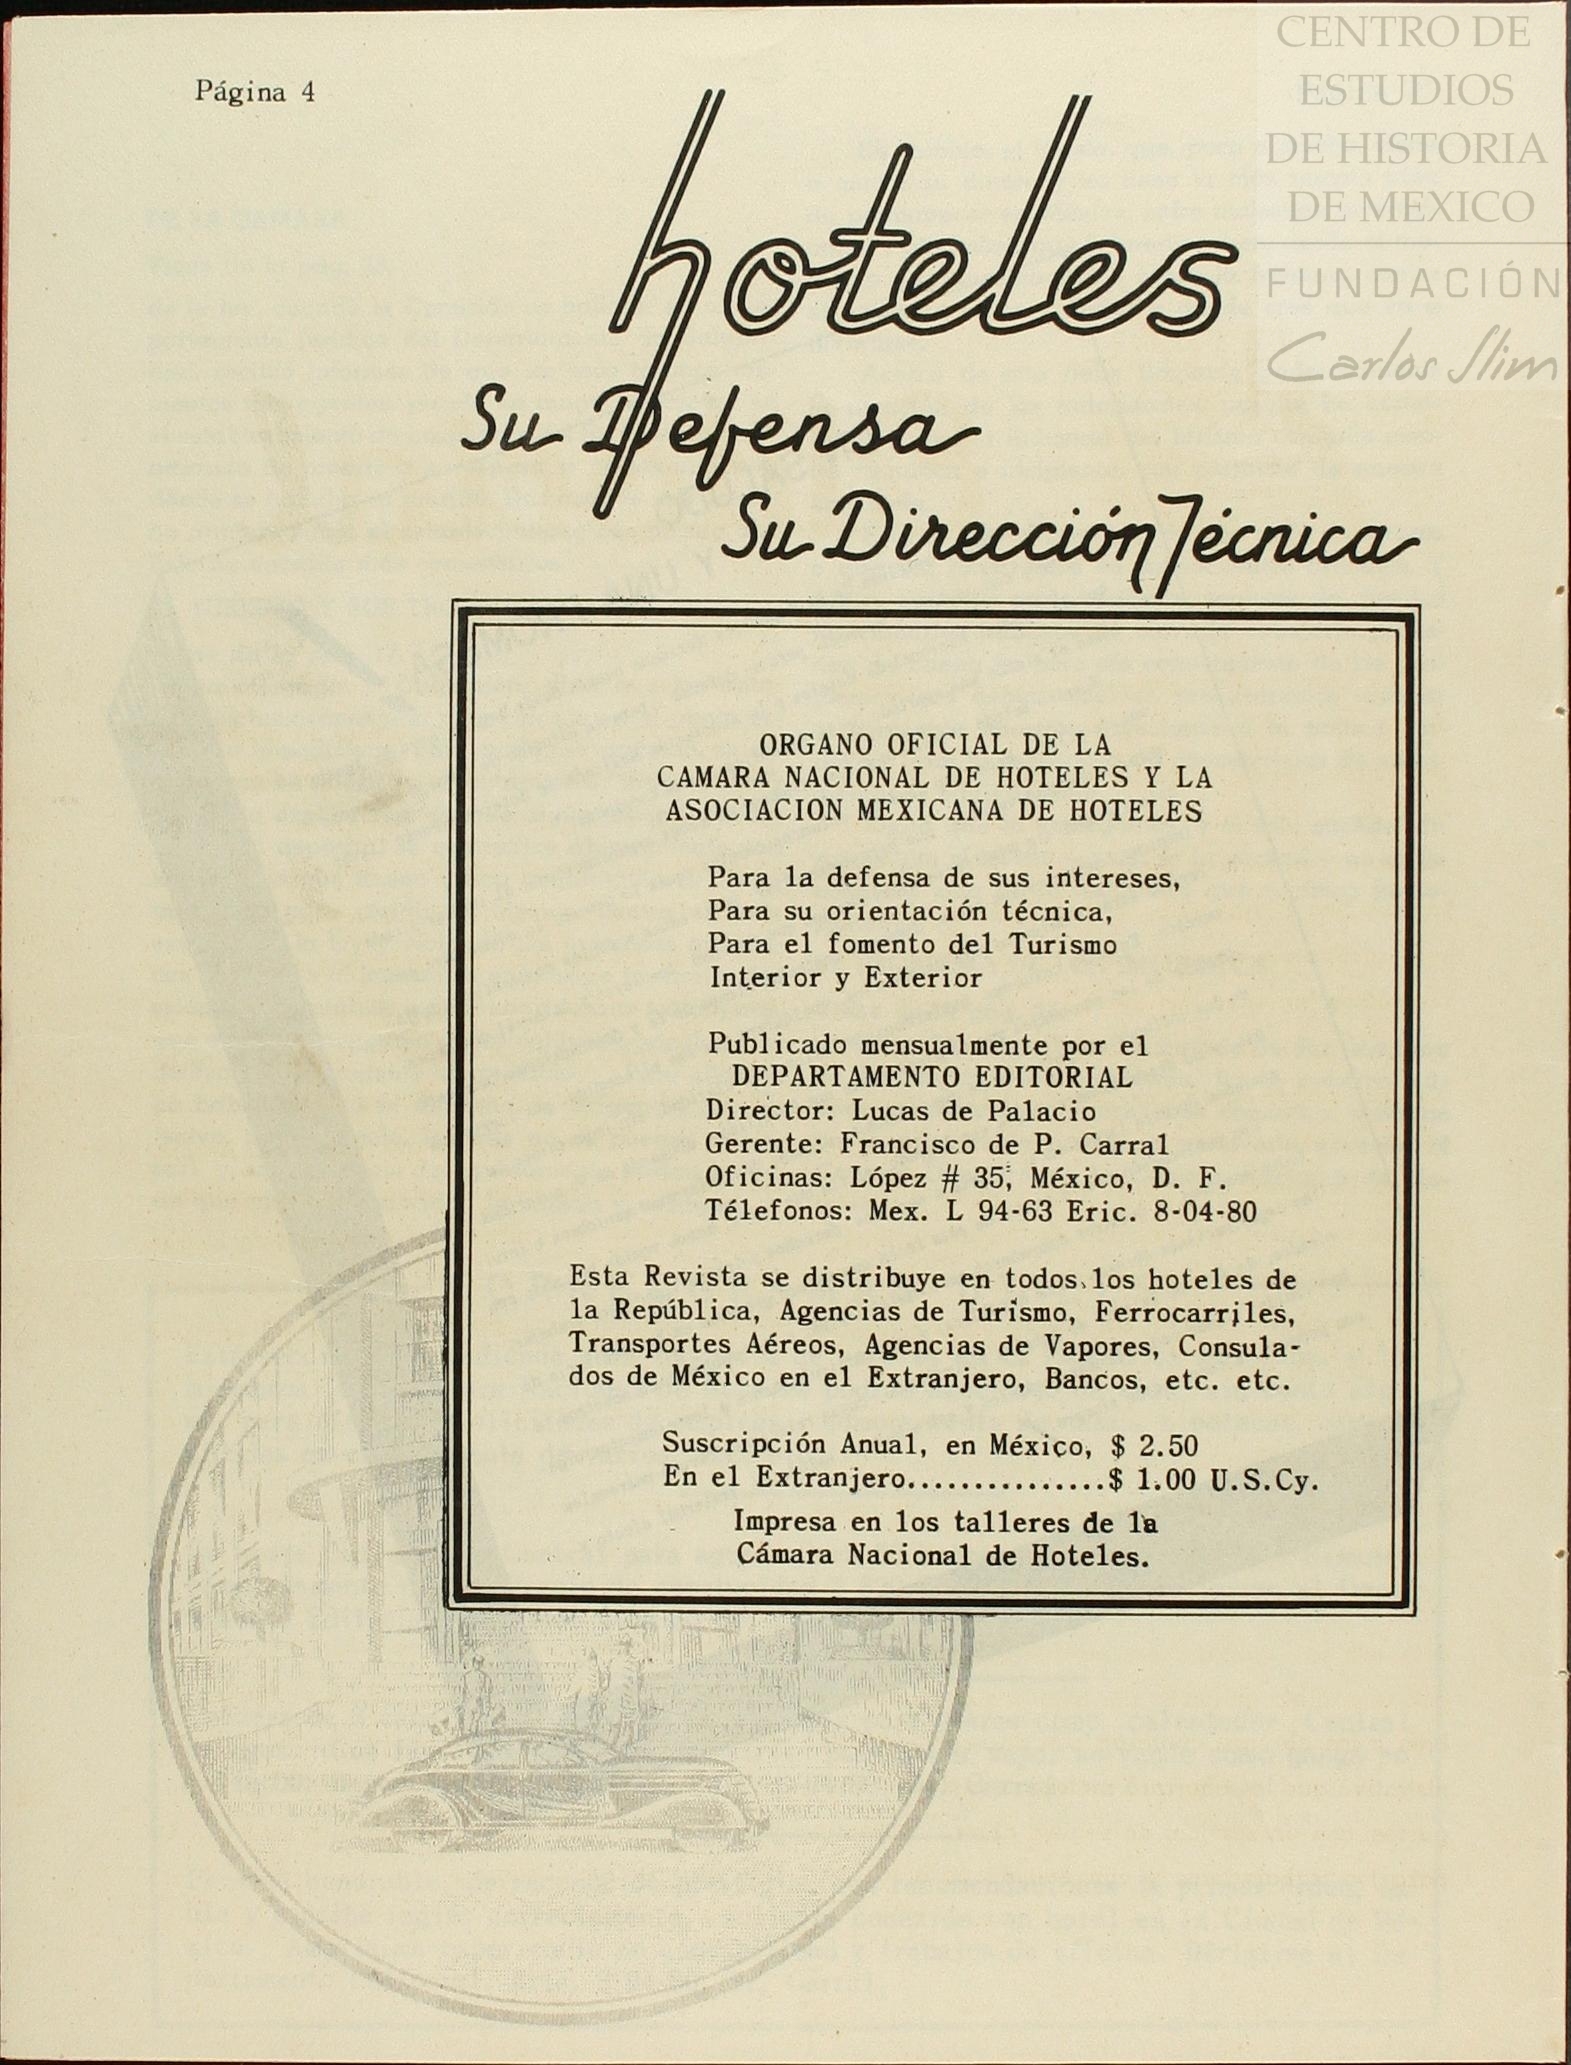 Página 4
CENTRO DE
ESTUDIOS
DE HISTORIA
DE MEXICO
FUNDACIÓN
Carlos Slim
hoteles
Su Defensa
Su Dirección Técnica
ORGANO OFICIAL DE LA
CAMARA NACIONAL DE HOTELES Y LA
ASOCIACION MEXICANA DE HOTELES
Para la defensa de sus intereses,
Para su orientación técnica,
Para el fomento del Turismo
Interior y Exterior
Publicado mensualmente por el
DEPARTAMENTO EDITORIAL
Director: Lucas de Palacio
Gerente: Francisco de P. Carral
Oficinas: López # 35, México, D. F.
Télefonos: Mex. L 94-63 Eric. 8-04-80
Esta Revista se distribuye en todos los hoteles de
la República, Agencias de Turismo, Ferrocarriles,
Transportes Aéreos, Agencias de Vapores, Consula-
dos de México en el Extranjero, Bancos, etc. etc.
Suscripción Anual, en México, $ 2.50
En el Extranjero...............$ 1.00 U.S.Cy.
Impresa en los talleres de la
Cámara Nacional de Hoteles.